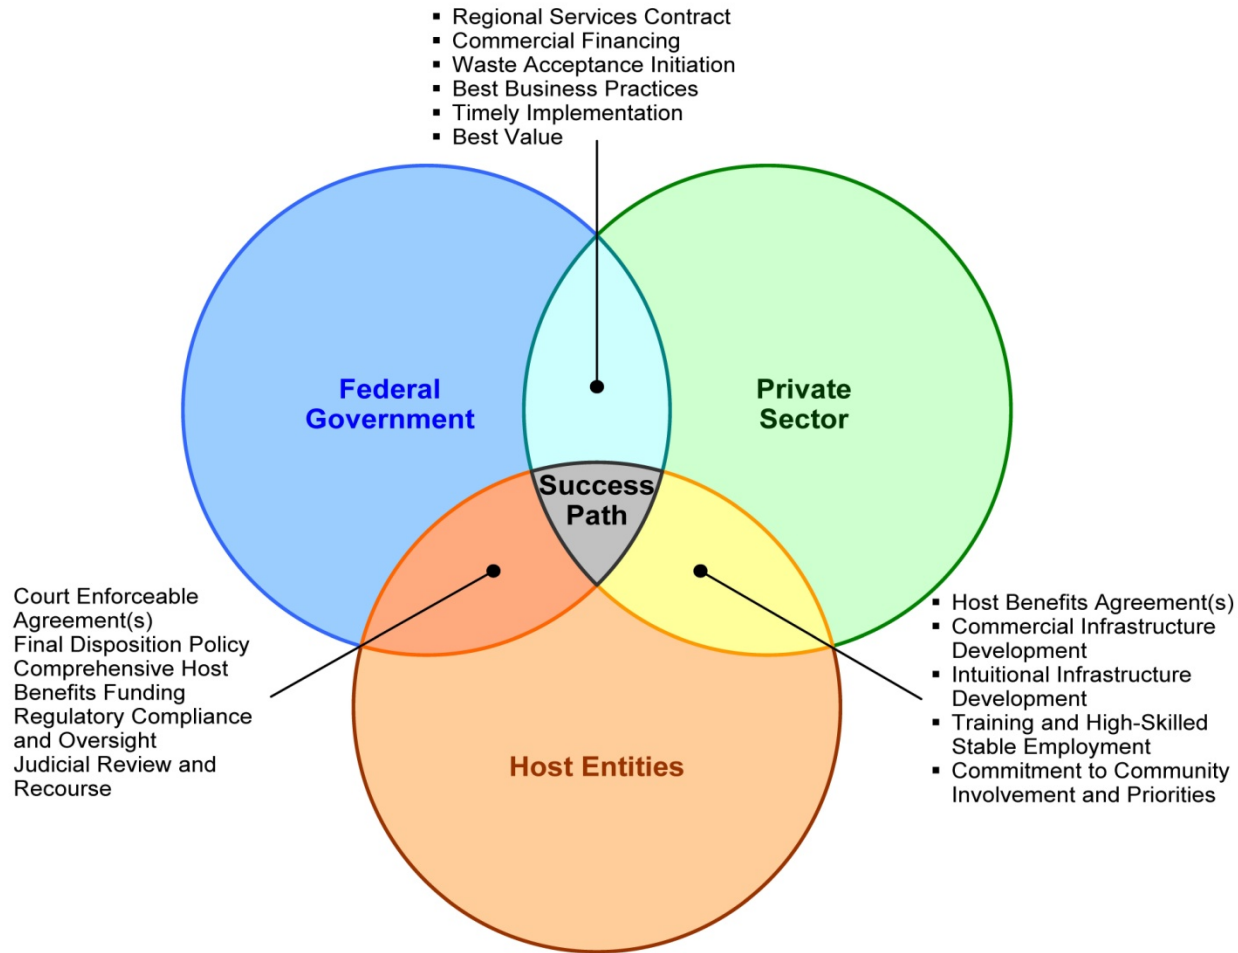 ▪ Regional Services Contract
▪ Commercial Financing
▪ Waste Acceptance Initiation
▪ Best Business Practices
▪ Timely Implementation
▪ Best Value
Federal
Government
Private
Sector
Success
Path
Court Enforceable
Agreement(s)
Final Disposition Policy
Comprehensive Host
Benefits Funding
Regulatory Compliance
and Oversight
Judicial Review and
Recourse
▪ Host Benefits Agreement(s)
▪ Commercial Infrastructure
Development
▪ Intuitional Infrastructure
Development
▪ Training and High-Skilled
Stable Employment
▪ Commitment to Community
Involvement and Priorities
Host Entities